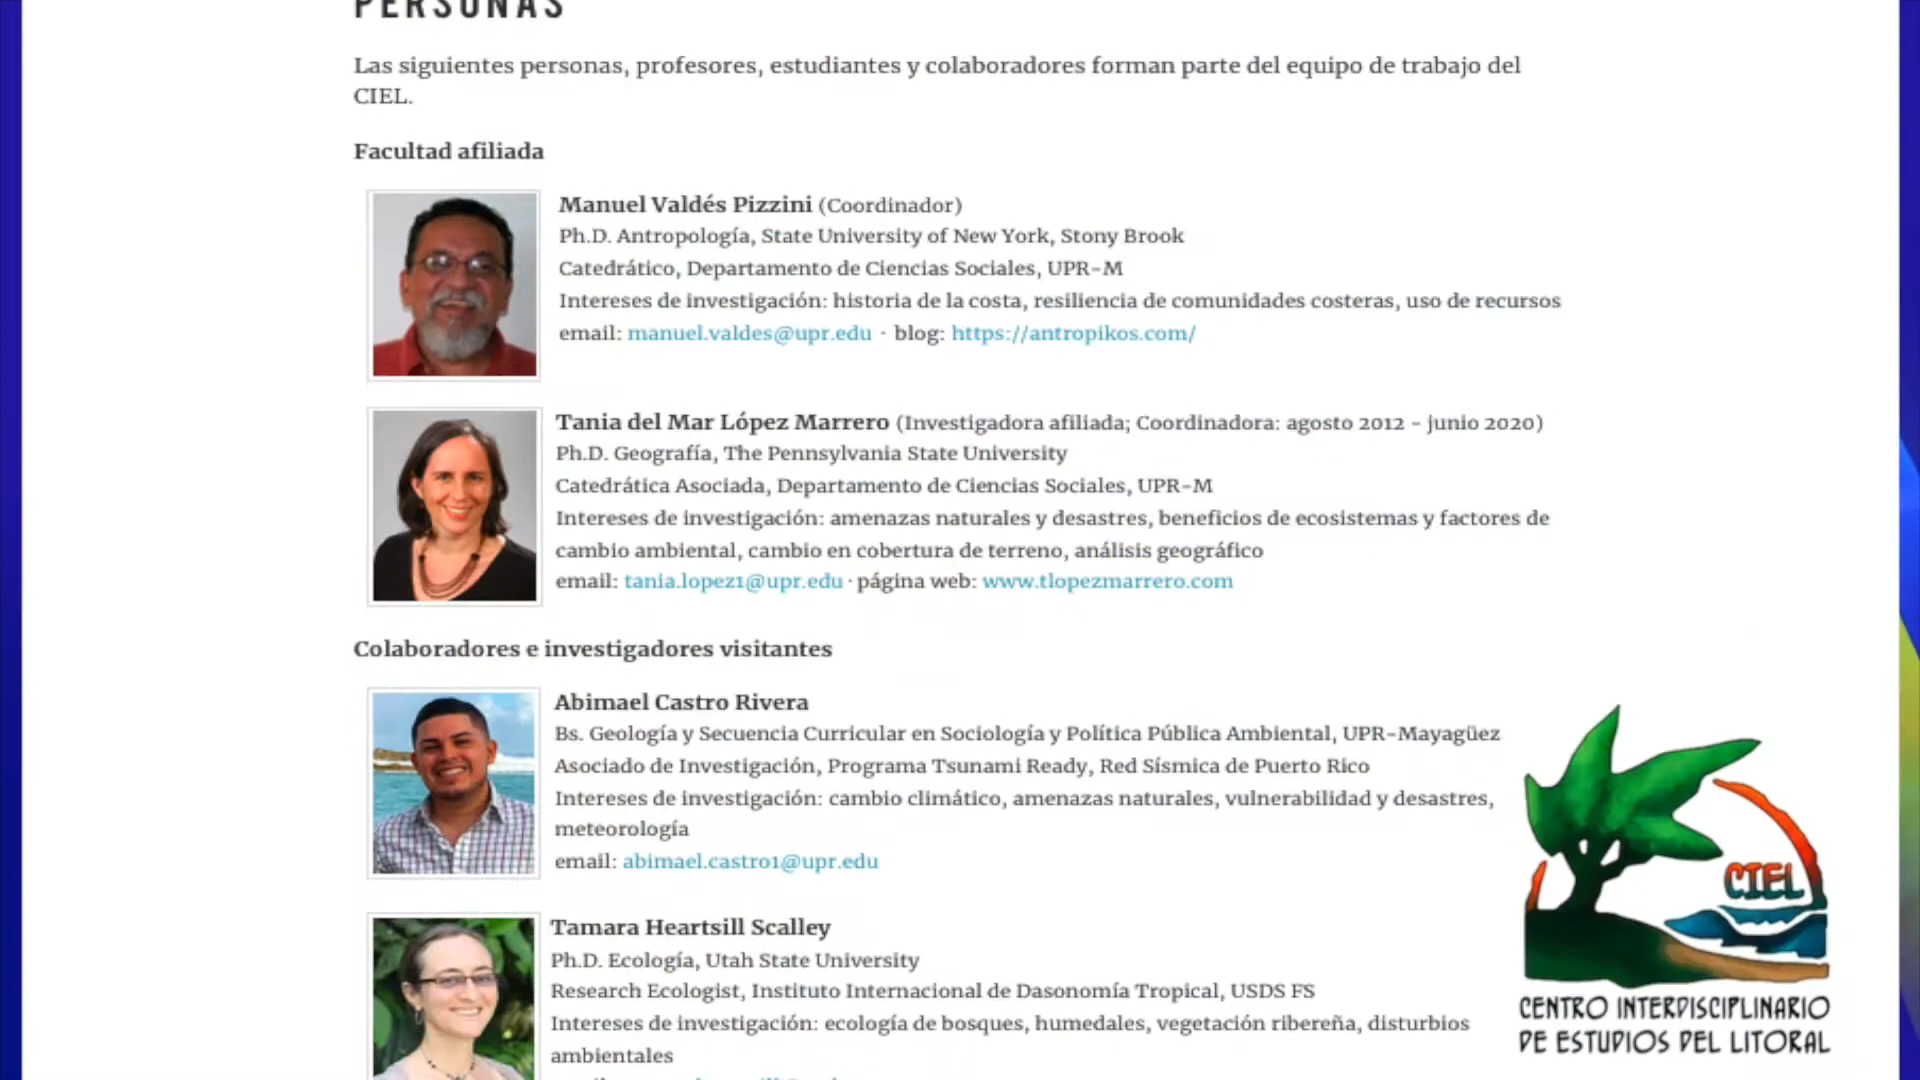 PERSONAS
Las siguientes personas, profesores, estudiantes y colaboradores forman parte del equipo de trabajo del
CIEL.
Facultad afiliada
Manuel Valdés Pizzini (Coordinador)
Ph.D. Antropología, State University of New York, Stony Brook
Catedrático, Departamento de Ciencias Sociales, UPR-M
Intereses de investigación: historia de la costa, resiliencia de comunidades costeras, uso de recursos
email: manuel.valdes@upr.edu · blog: https://antropikos.com/
Tania del Mar López Marrero (Investigadora afiliada; Coordinadora: agosto 2012 – junio 2020)
Ph.D. Geografía, The Pennsylvania State University
Catedrática Asociada, Departamento de Ciencias Sociales, UPR-M
Intereses de investigación: amenazas naturales y desastres, beneficios de ecosistemas y factores de
cambio ambiental, cambio en cobertura de terreno, análisis geográfico
email: tania.lopez1@upr.edu · página web: www.tlopezmarrero.com
Colaboradores e investigadores visitantes
Abimael Castro Rivera
Bs. Geología y Secuencia Curricular en Sociología y Política Pública Ambiental, UPR-Mayagüez
Asociado de Investigación, Programa Tsunami Ready, Red Sísmica de Puerto Rico
Intereses de investigación: cambio climático, amenazas naturales, vulnerabilidad y desastres,
meteorología
email: abimael.castro1@upr.edu
Tamara Heartsill Scalley
Ph.D. Ecología, Utah State University
Research Ecologist, Instituto Internacional de Dasonomía Tropical, USDS FS
Intereses de investigación: ecología de bosques, humedales, vegetación ribereña, disturbios
ambientales
CIEL
CENTRO INTERDISCIPLINARIO
DE ESTUDIOS DEL LITORAL